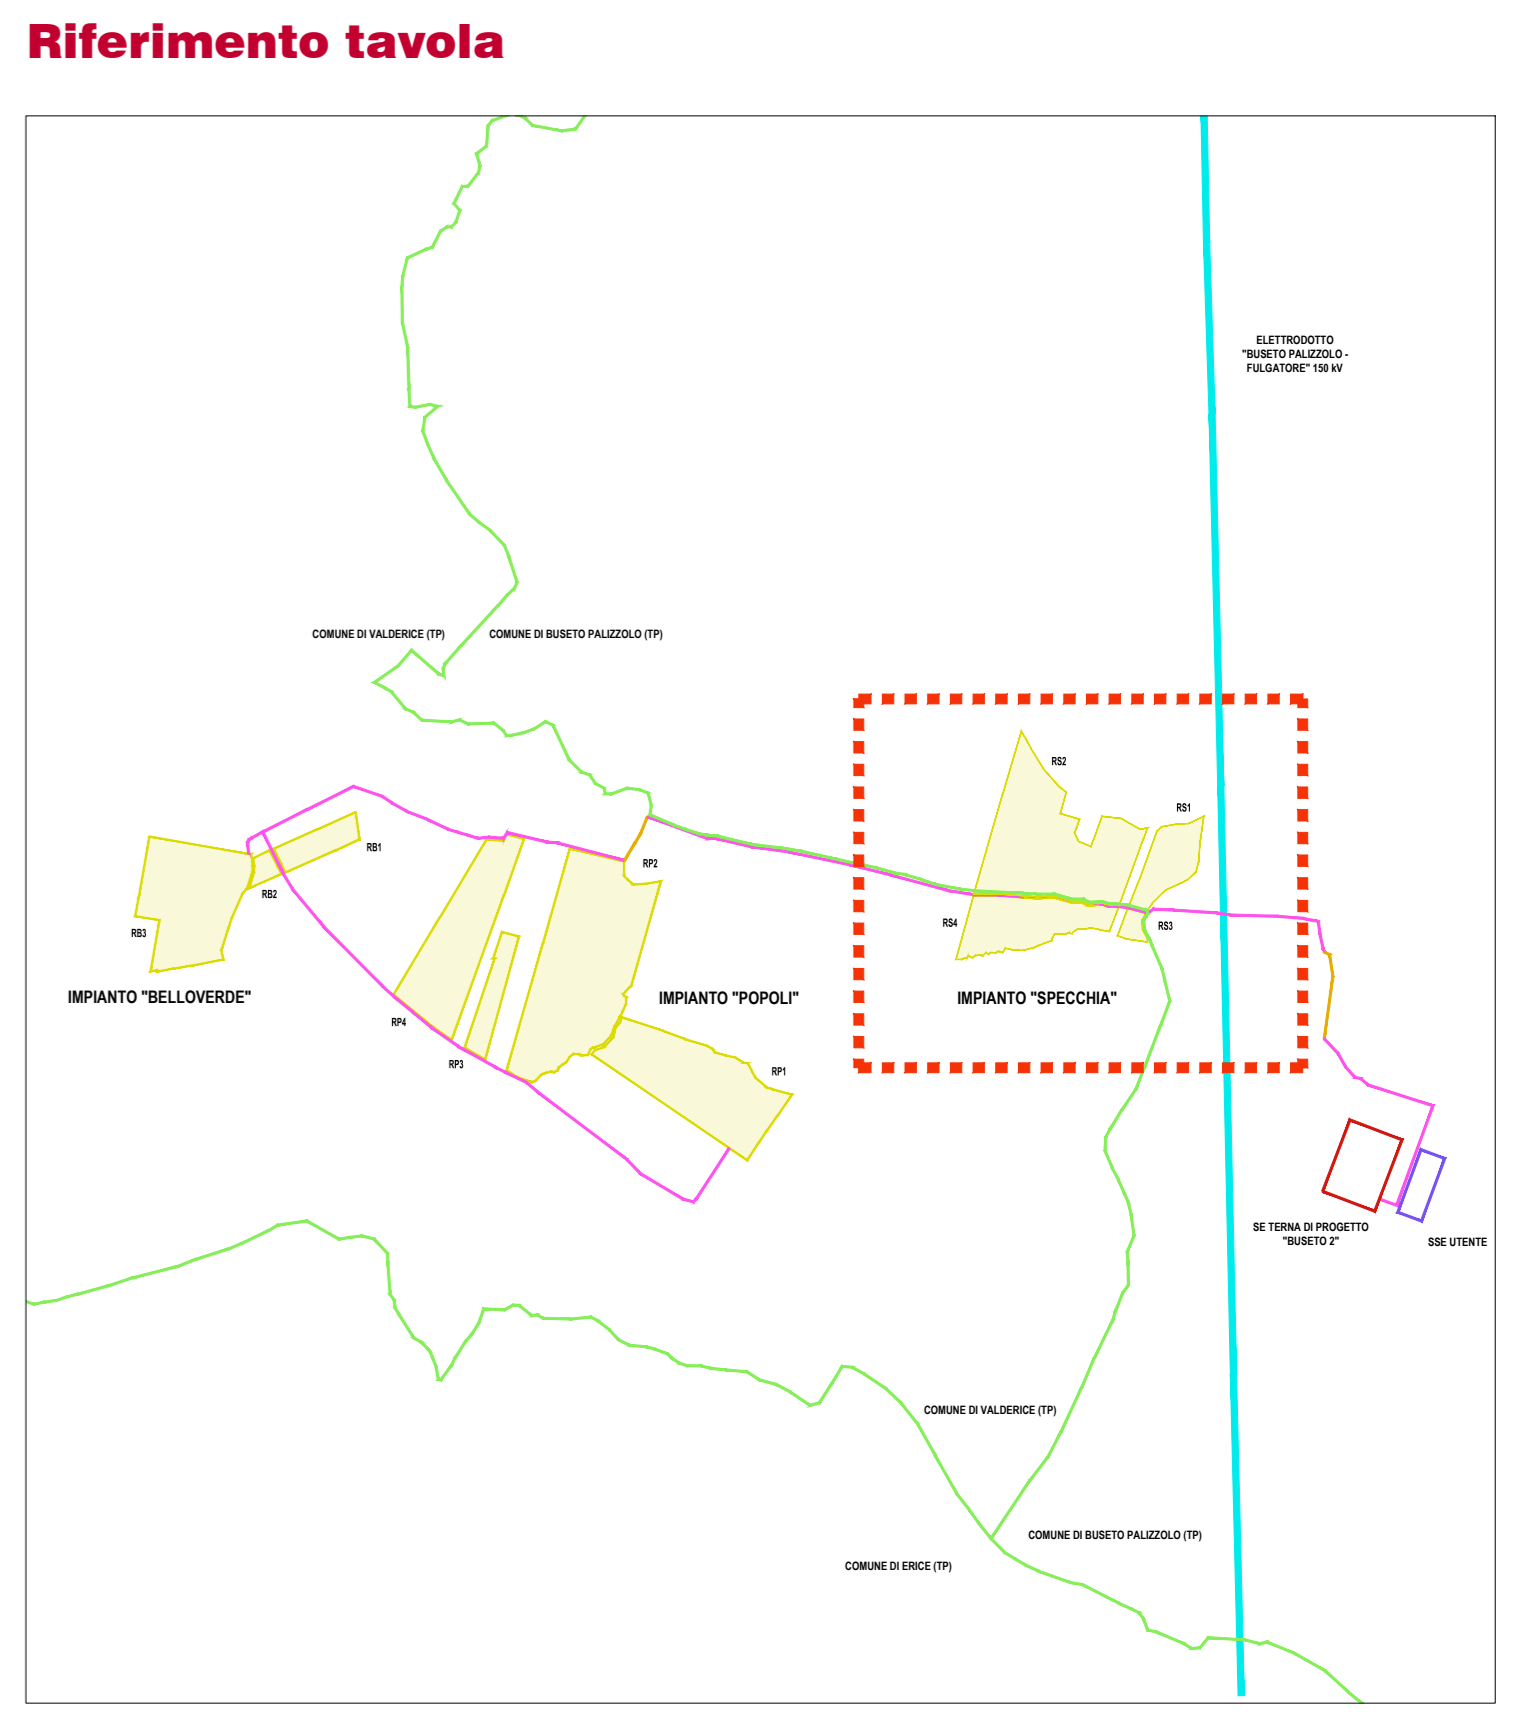 Riferimento tavola
ELETTRODOTTO
"BUSETO PALIZZOLO -
FULGATORE" 150 kV
COMUNE DI VALDERICE (TP)
COMUNE DI BUSETO PALIZZOLO (TP)
RS2
RS1
RB1
RP2
RB2
RS4
RS3
RB3
IMPIANTO "BELLOVERDE"
IMPIANTO "POPOLI"
IMPIANTO "SPECCHIA"
RP4
RP3
RP1
SE TERNA DI PROGETTO
"BUSETO 2"
SSE UTENTE
COMUNE DI VALDERICE (TP)
COMUNE DI BUSETO PALIZZOLO (TP)
COMUNE DI ERICE (TP)